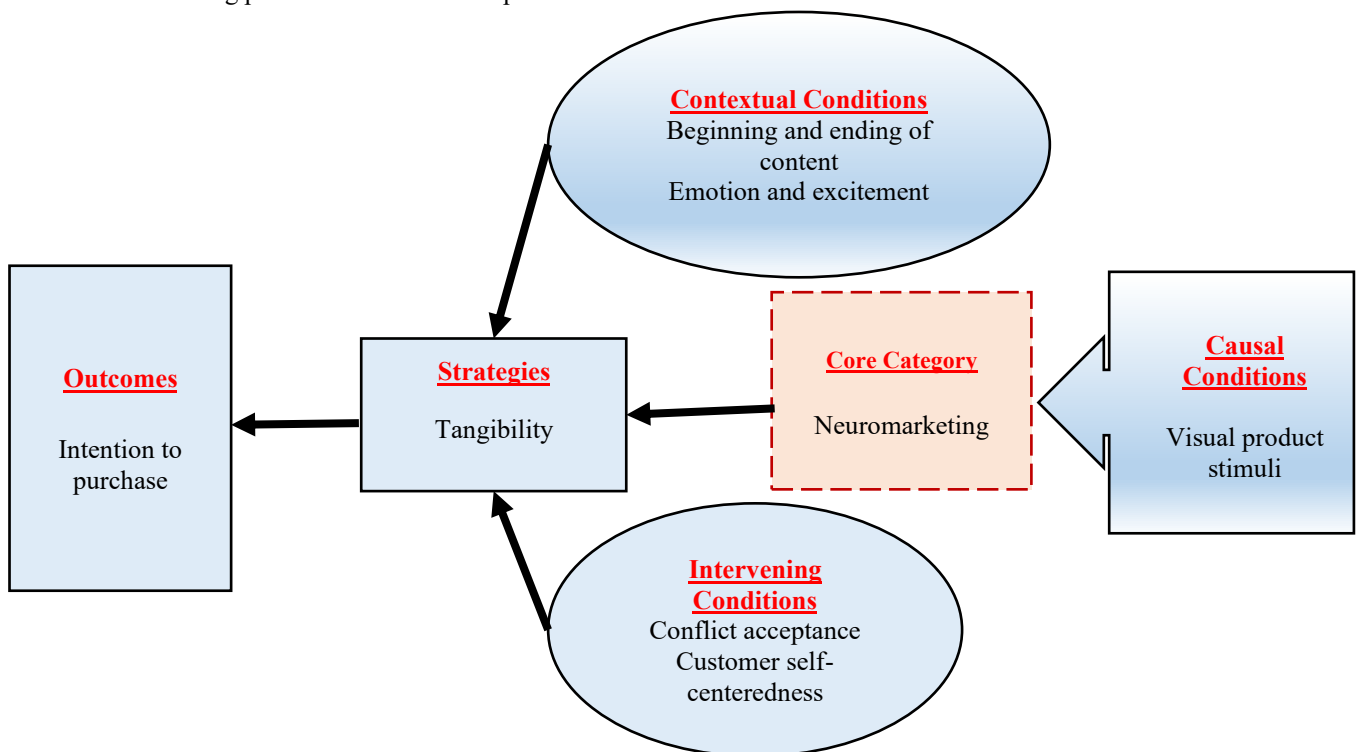 Contextual Conditions
Beginning and ending of
content
Emotion and excitement
Outcomes
Intention to
purchase
Strategies
Tangibility
Core Category
Neuromarketing
Causal
Conditions
Visual product
stimuli
Intervening
Conditions
Conflict acceptance
Customer self-
centeredness